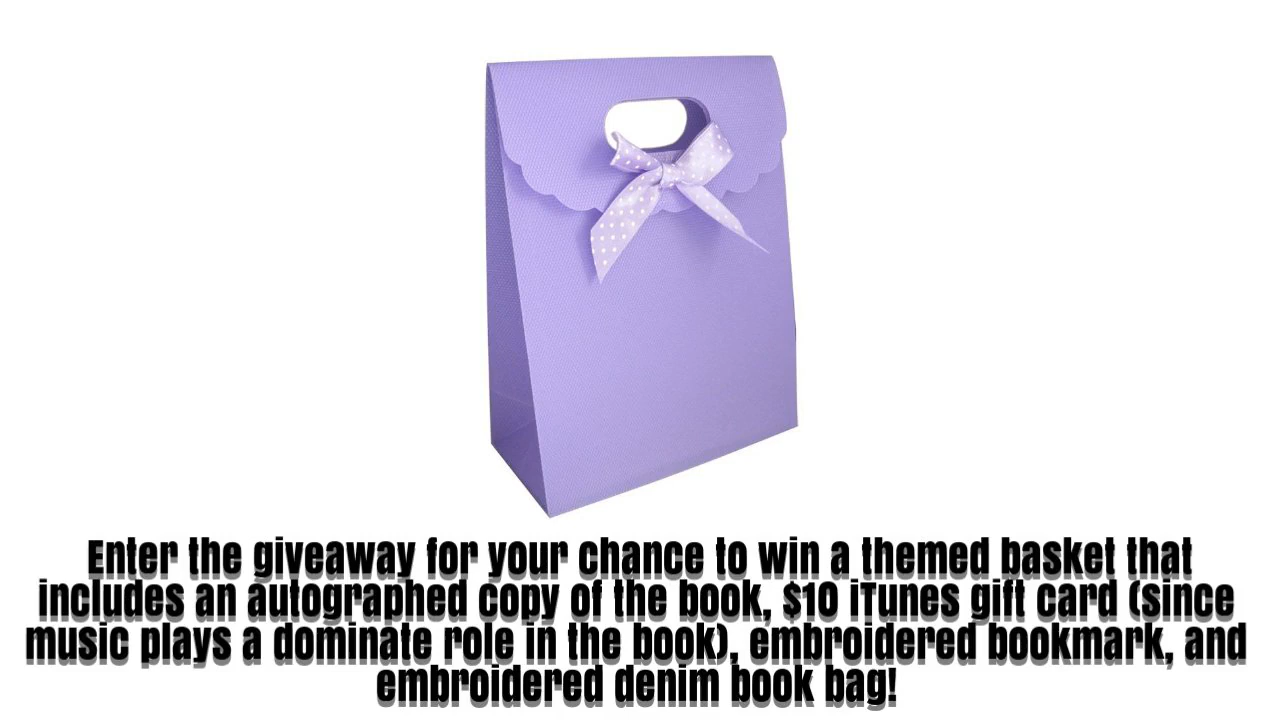 Enter the giveaway for your chance to win a themed basket that
includes an autographed copy of the book, $10 iTunes gift card (since
music plays a dominate role in the book), embroidered bookmark, and
embroidered denim book bag!